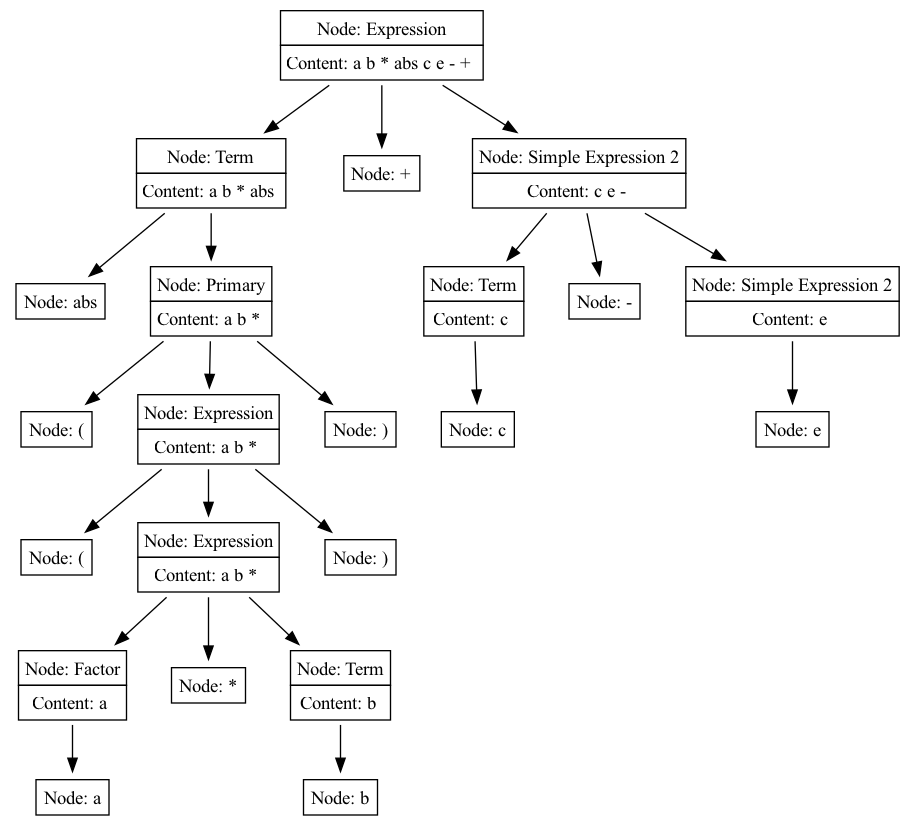 Node: Expression
Content: a b * abs c e - +
Node: Term
Content: a b * abs
Node: +
Node: Simple Expression 2
Content: c e -
Node: abs
Node: Primary
Content: a b *
Node: Term
Content: c
Node: -
Node: Simple Expression 2
Content: e
Node: (
Node: Expression
Content: a b *
Node: )
Node: c
Node: e
Node: (
Node: Expression
Content: a b *
Node: )
Node: Factor
Content: a
Node: *
Node: Term
Content: b
Node: a
Node: b